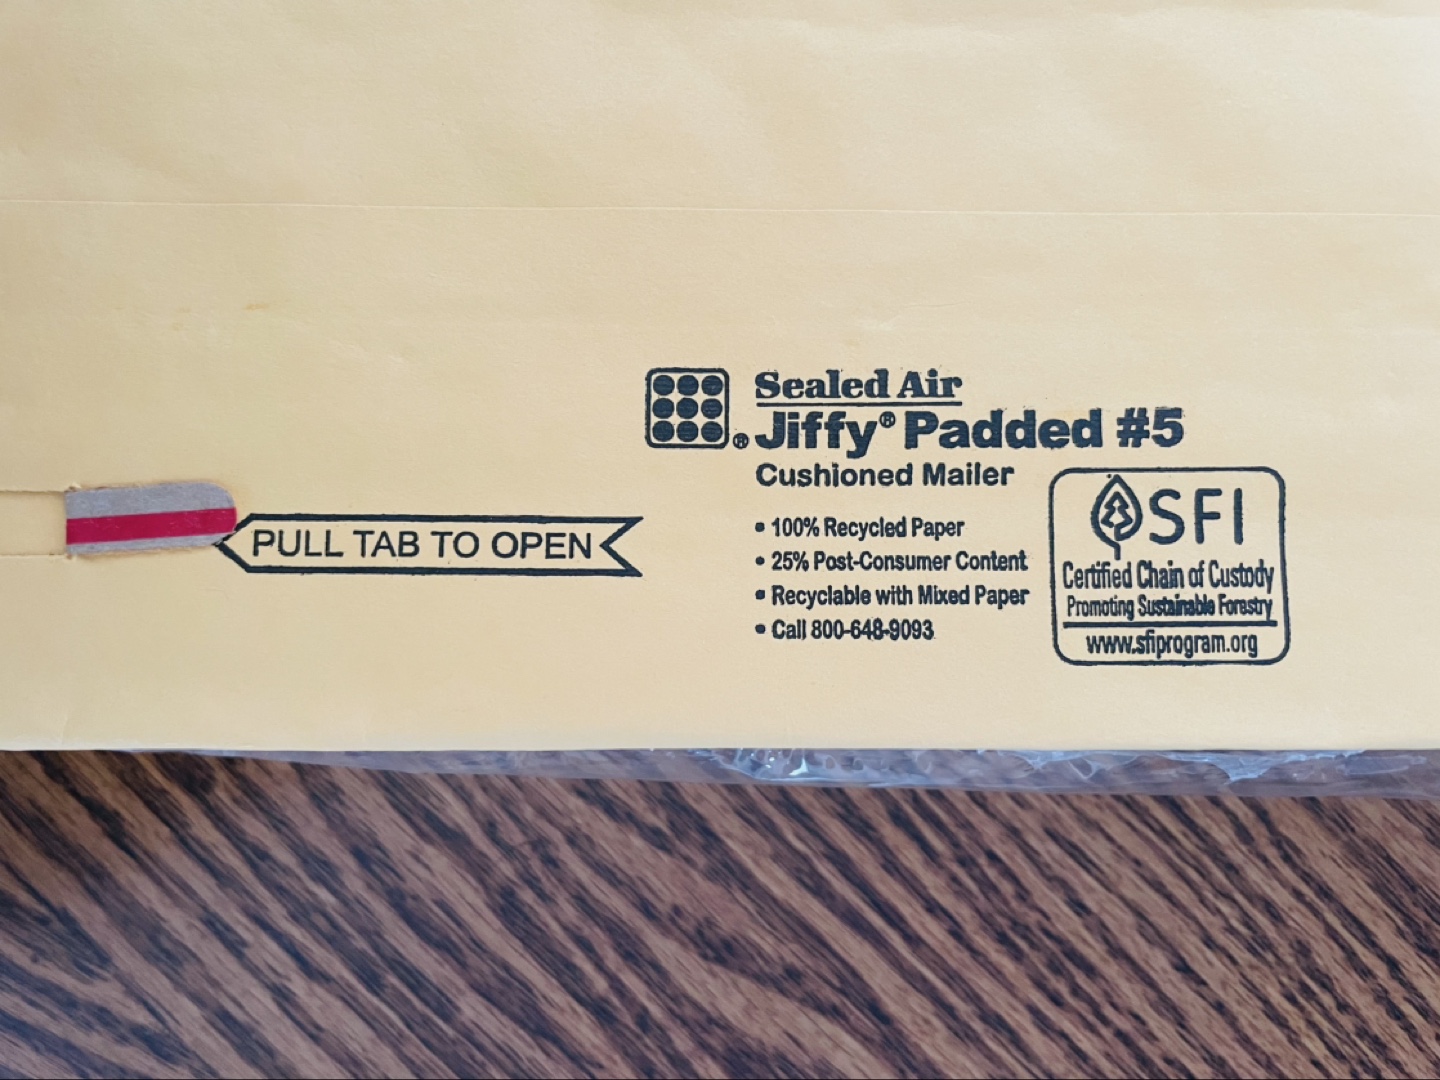 Sealed Air
® Jiffy® Padded #5
Cushioned Mailer
• 100% Recycled Paper
• 25% Post-Consumer Content
• Recyclable with Mixed Paper
• Call 800-648-9093
PULL TAB TO OPEN
SFI
Certified Chain of Custody
Promoting Sustainable Forestry
www.sfiprogram.org